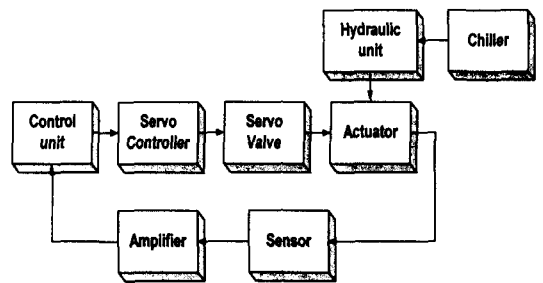 Hydraulic
unit
Chiller
Control
unit
Servo
Controller
Servo
Valve
Actuator
Amplifier
Sensor